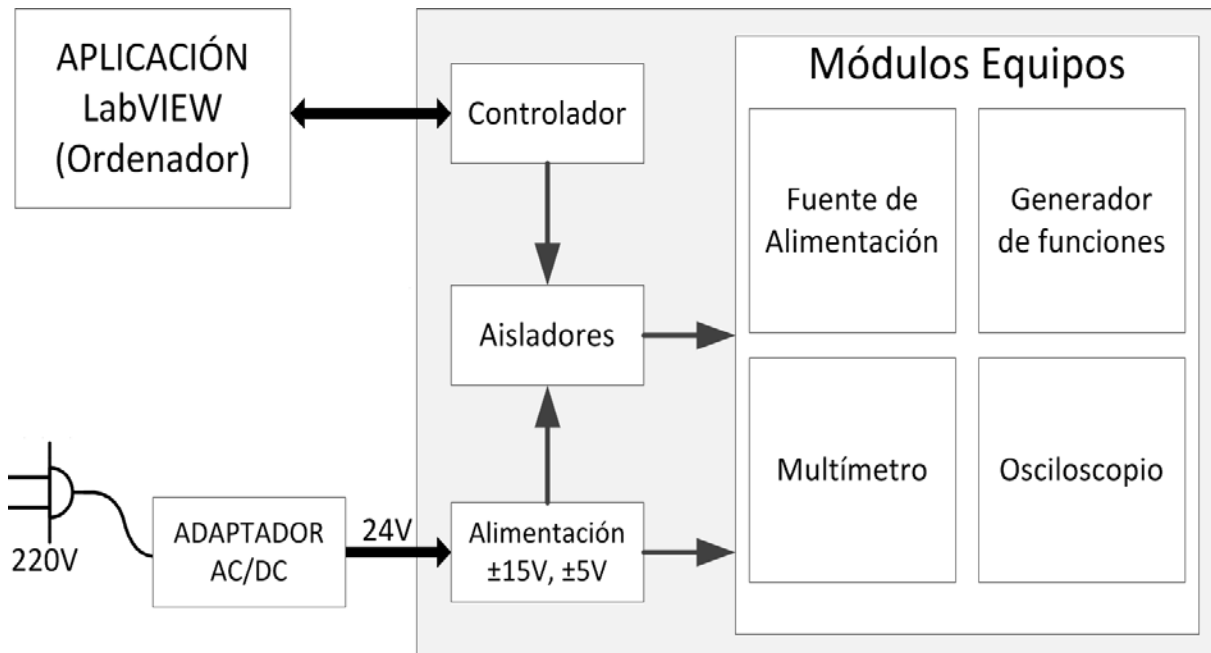 APLICACIÓN
LabVIEW
(Ordenador)
Controlador
Módulos Equipos
Fuente de
Alimentación
Generador
de funciones
Aisladores
Multímetro
Osciloscopio
220V
ADAPTADOR
AC/DC
24V
Alimentación
±15V, ±5V